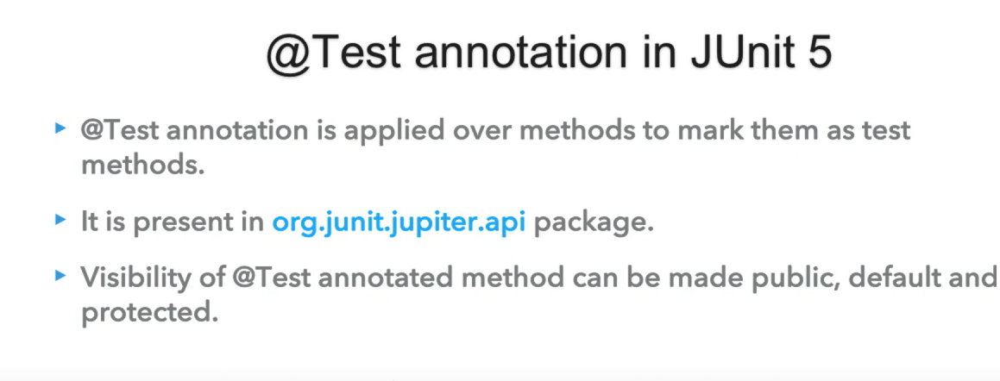 @Test annotation in JUnit 5
@Test annotation is applied over methods to mark them as test
methods.
It is present in org.junit.jupiter.api package.
Visibility of @Test annotated method can be made public, default and
protected.